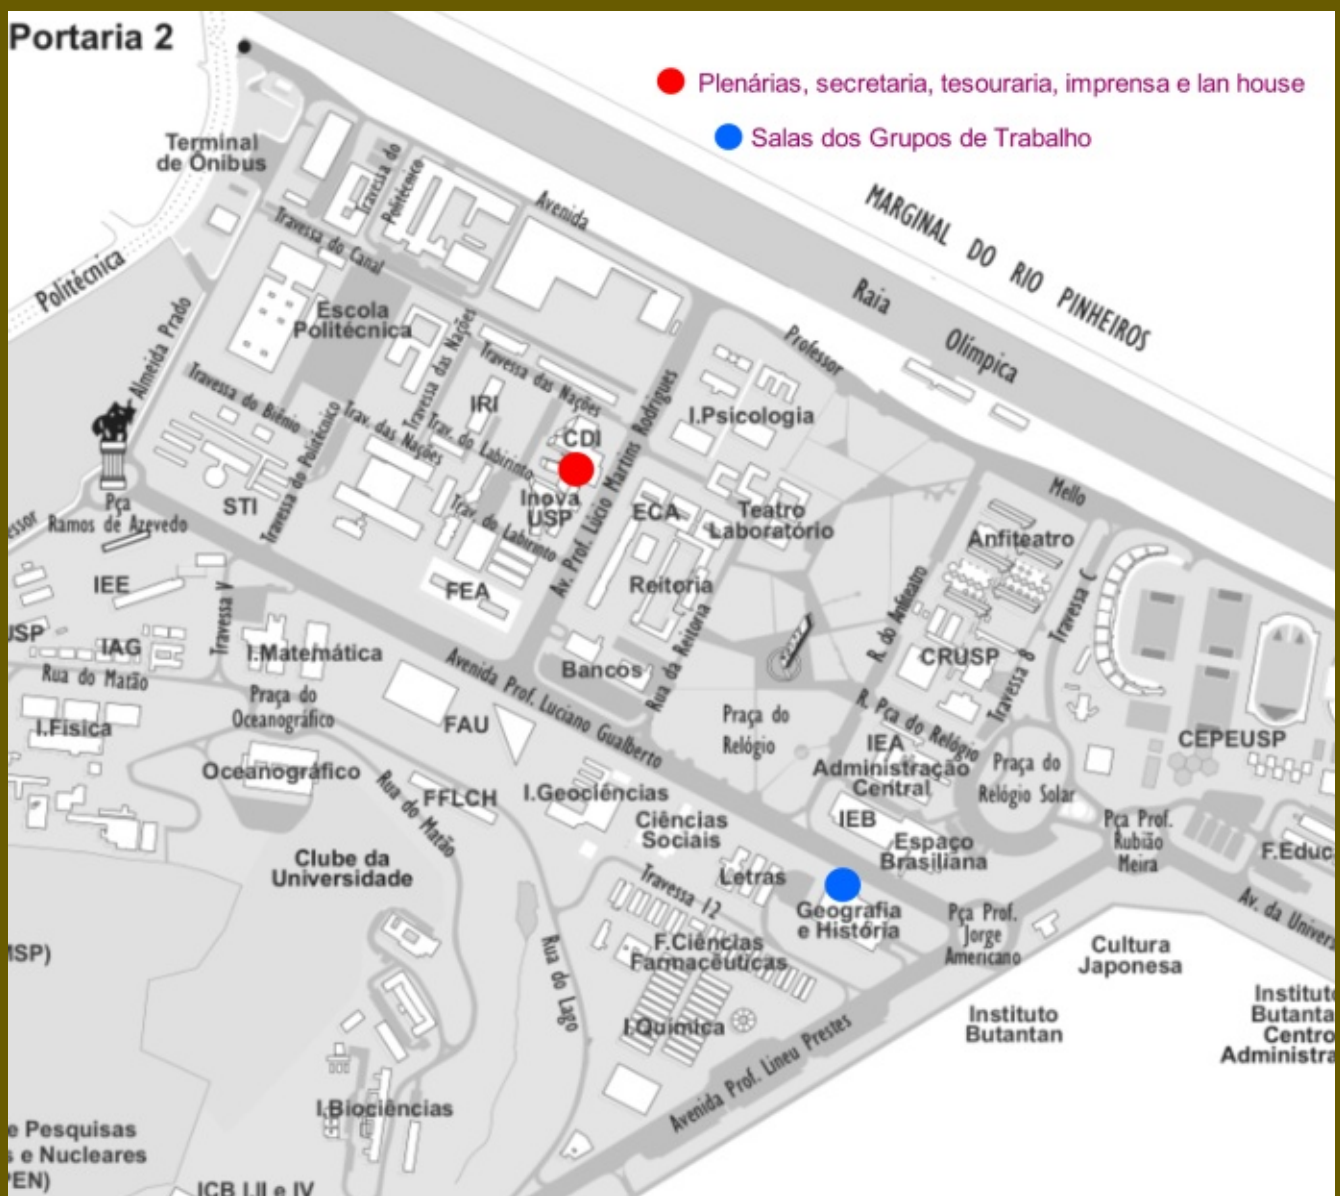 Portaria 2
Plenárias, secretaria, tesouraria, imprensa e lan house
Salas dos Grupos de Trabalho
Terminal
de Ônibus
Travessa do
Politécnico
Avenida
MARGINAL DO RIO PINHEIROS
Travessa do Canal
Politécnica
Raia
Olímpica
Escola
Politécnica
Almeida Prado
Professor
Travessa das Nações
Travessa das Nações
Travessa do Biênio
IRI
I.Psicologia
Av. Prof. Lúcio Martins Rodrigues
Trav. das Nações
Trav. do Labirinto
CDI
Travessa do Politécnico
Mello
Inova
USP
ECA
Teatro
Laboratório
STI
Pça
Ramos de Azevedo
essor
Trav. do Labirinto
Anfiteatro
IEE
FEA
Reitoria
R. do Anfiteatro
Travessa C
Travessa V
USP
IAG
I.Matemática
Rua do Matão
Bancos
Rua da Reitoria
CRUSP
Travessa B
Avenida Prof. Luciano Gualberto
Praça do
Oceanográfico
I.Física
FAU
Praça do
Relógio
R. Pça do Relógio
IEA
Administração
Central
CEPEUSP
Praça do
Relógio Solar
Oceanográfico
Rua do Matão
FFLCH
I.Geociências
Ciências
Sociais
IEB
Espaço
Brasiliana
Pça Prof.
Rubião
Meira
F.Educ
Clube da
Universidade
Travessa 12
Letras
Geografia
e História
Pça Prof.
Jorge
Americano
Av. da Univers
F.Ciências
Farmacêuticas
Cultura
Japonesa
MSP)
Rua do Lago
I.Química
Instituto
Butantan
Instituto
Butanta
Centro
Administra
Avenida Prof. Lineu Prestes
I.Biociências
e Pesquisas
s e Nucleares
PEN)
ICB I,II e IV